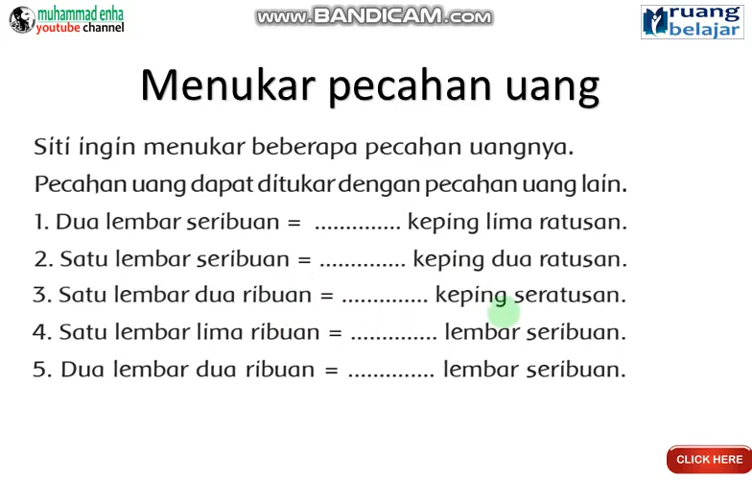 muhammad enha
youtube channel
www.BANDICAM.com
ruang
belajar
Menukar pecahan uang
Siti ingin menukar beberapa pecahan uangnya.
Pecahan uang dapat ditukar dengan pecahan uang lain.
1. Dua lembar seribuan = .............. keping lima ratusan.
2. Satu lembar seribuan = .............. keping dua ratusan.
3. Satu lembar dua ribuan = .............. keping seratusan.
4. Satu lembar lima ribuan = .............. lembar seribuan.
5. Dua lembar dua ribuan = .............. lembar seribuan.
CLICK HERE